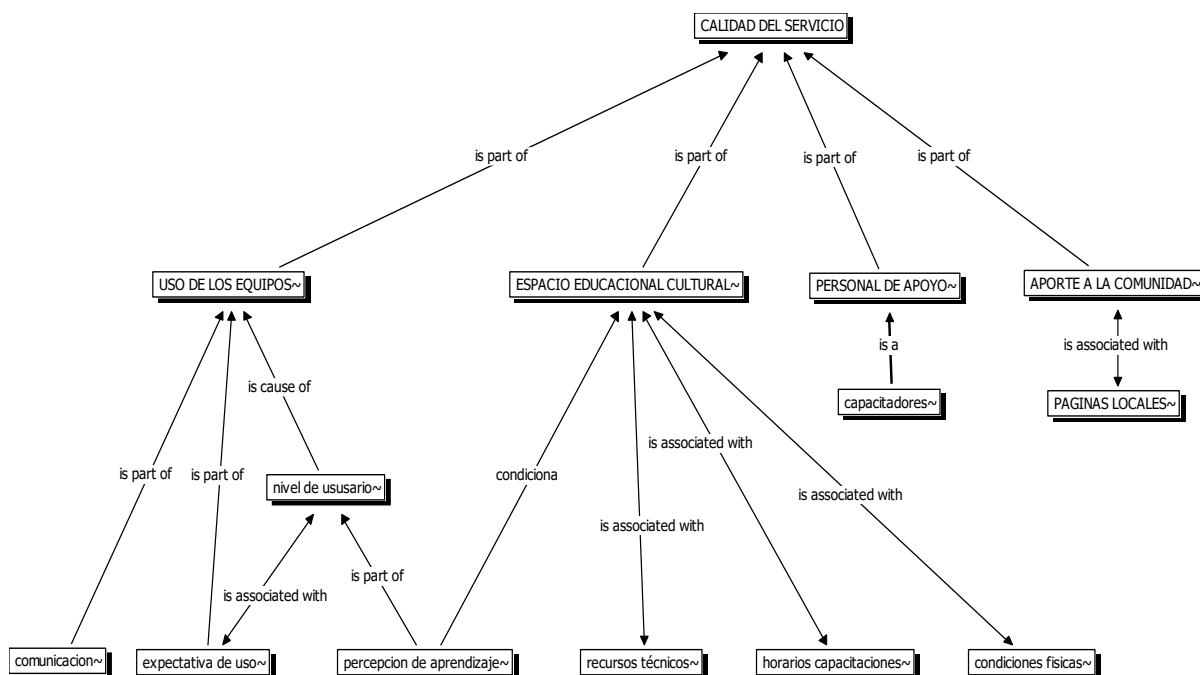 CALIDAD DEL SERVICIO
is part of
is part of
is part of
is part of
USO DE LOS EQUIPOS~
ESPACIO EDUCACIONAL CULTURAL~
PERSONAL DE APOYO~
APORTE A LA COMUNIDAD~
is a
is associated with
is cause of
capacitadores~
PAGINAS LOCALES~
is associated with
is part of
is part of
condiciona
nivel de ususario~
is associated with
is associated with
is part of
is associated with
comunicacion~
expectativa de uso~
percepcion de aprendizaje~
recursos técnicos~
horarios capacitaciones~
condiciones fisicas~